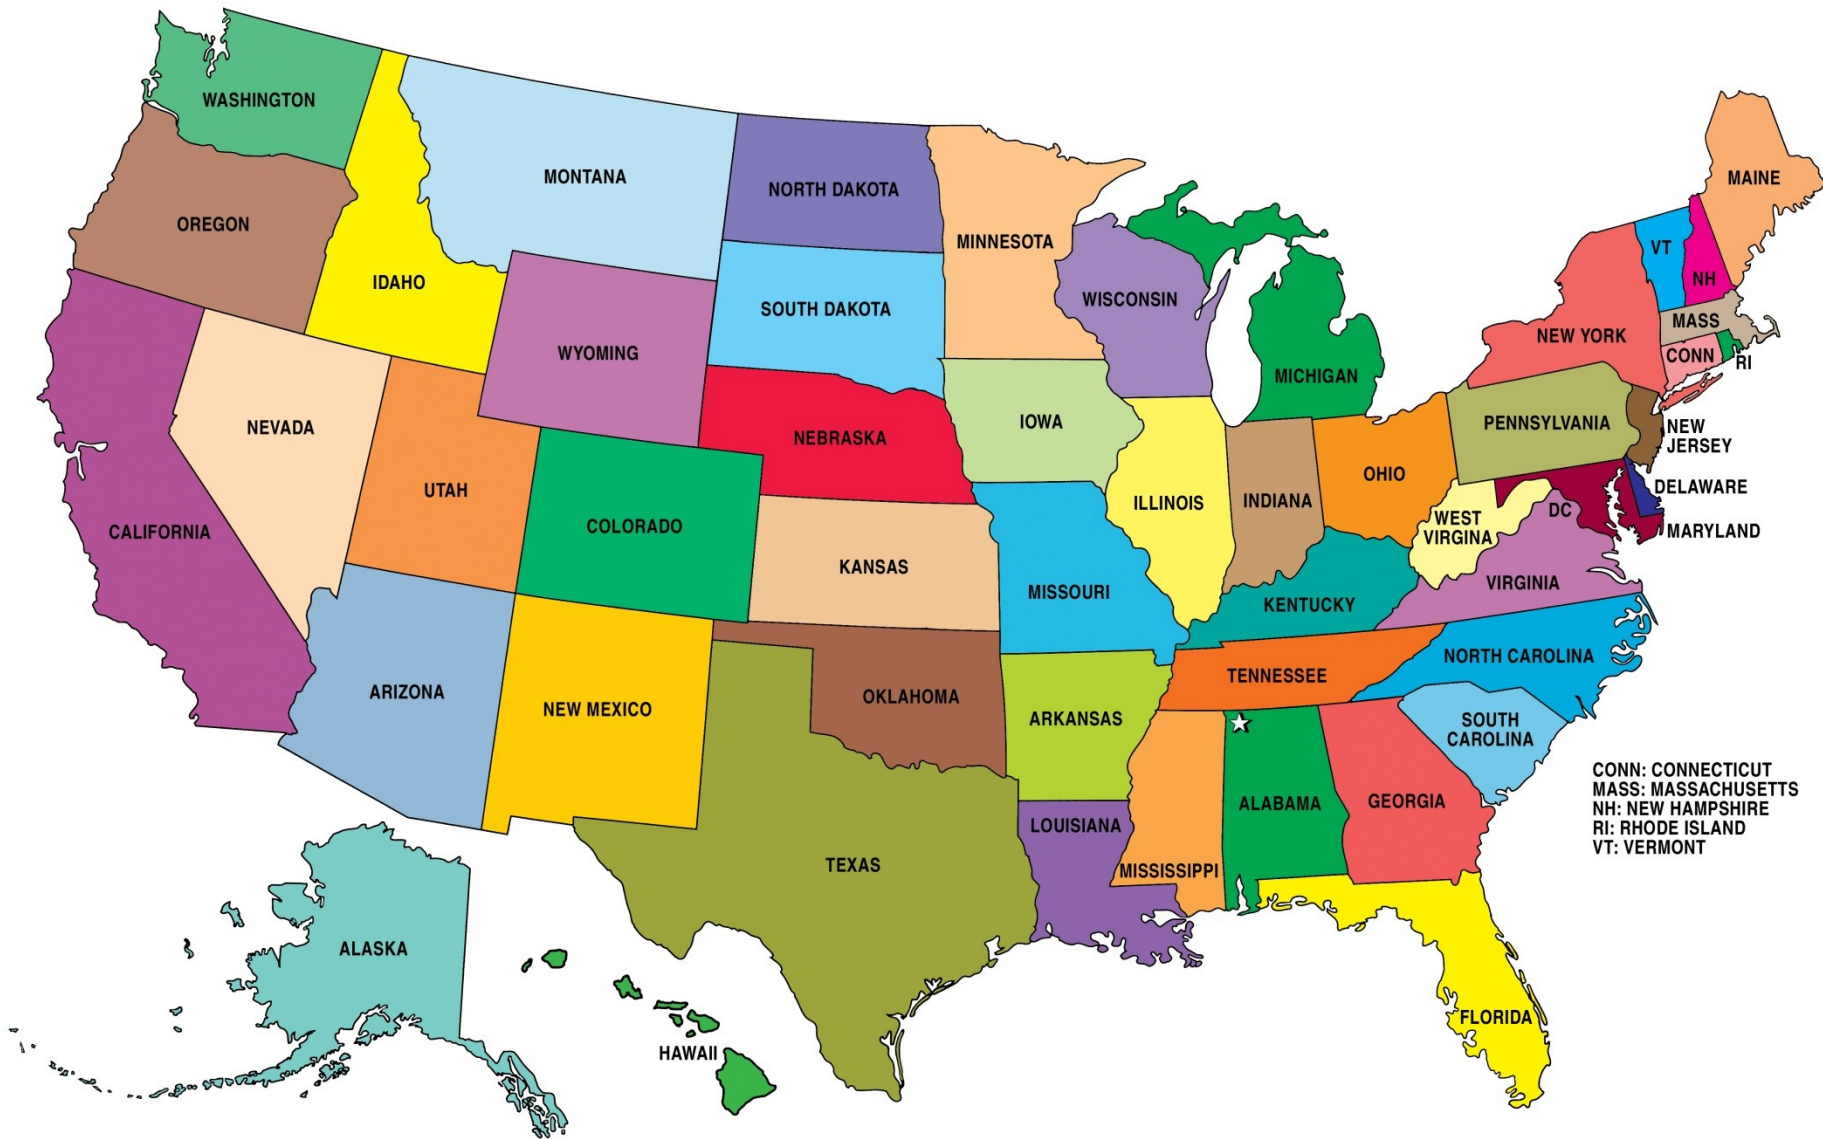 WASHINGTON
OREGON
IDAHO
MONTANA
NORTH DAKOTA
SOUTH DAKOTA
MINNESOTA
WISCONSIN
MICHIGAN
WYOMING
NEVADA
UTAH
CALIFORNIA
COLORADO
NEBRASKA
KANSAS
IOWA
ILLINOIS
INDIANA
OHIO
MISSOURI
KENTUCKY
MAINE
VT
NH
MASS
NEW YORK
CONN
RI
PENNSYLVANIA
NEW
JERSEY
DELAWARE
MARYLAND
DC
WEST
VIRGINA
VIRGINIA
NORTH CAROLINA
SOUTH
CAROLINA
TENNESSEE
ARIZONA
NEW MEXICO
OKLAHOMA
ARKANSAS
TEXAS
LOUISIANA
MISSISSIPPI
ALABAMA
GEORGIA
FLORIDA
ALASKA
HAWAII
CONN: CONNECTICUT
MASS: MASSACHUSETTS
NH: NEW HAMPSHIRE
RI: RHODE ISLAND
VT: VERMONT